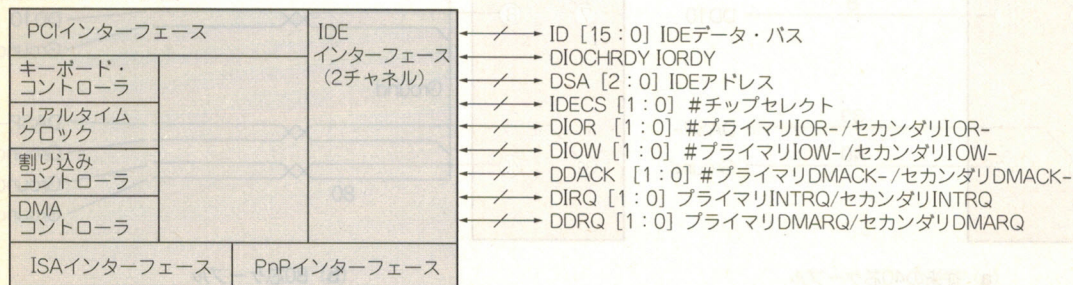 PCIインターフェース
キーボード・
コントローラ
リアルタイム
クロック
割り込み
コントローラ
DMA
コントローラ
ISAインターフェース
PnPインターフェース
IDE
インターフェース
(2チャネル)
ID [15:0] IDEデータ・バス
DIOCHRDY IORDY
DSA [2:0] IDEアドレス
IDECS [1:0] #チップセレクト
DIOR [1:0] #プライマリIOR-/セカンダリIOR-
DIOW [1:0] #プライマリIOW-/セカンダリIOW-
DDACK [1:0] #プライマリDMACK-/セカンダリDMACK-
DIRQ [1:0] プライマリINTRQ/セカンダリINTRQ
DDRQ [1:0] プライマリDMARQ/セカンダリDMARQ